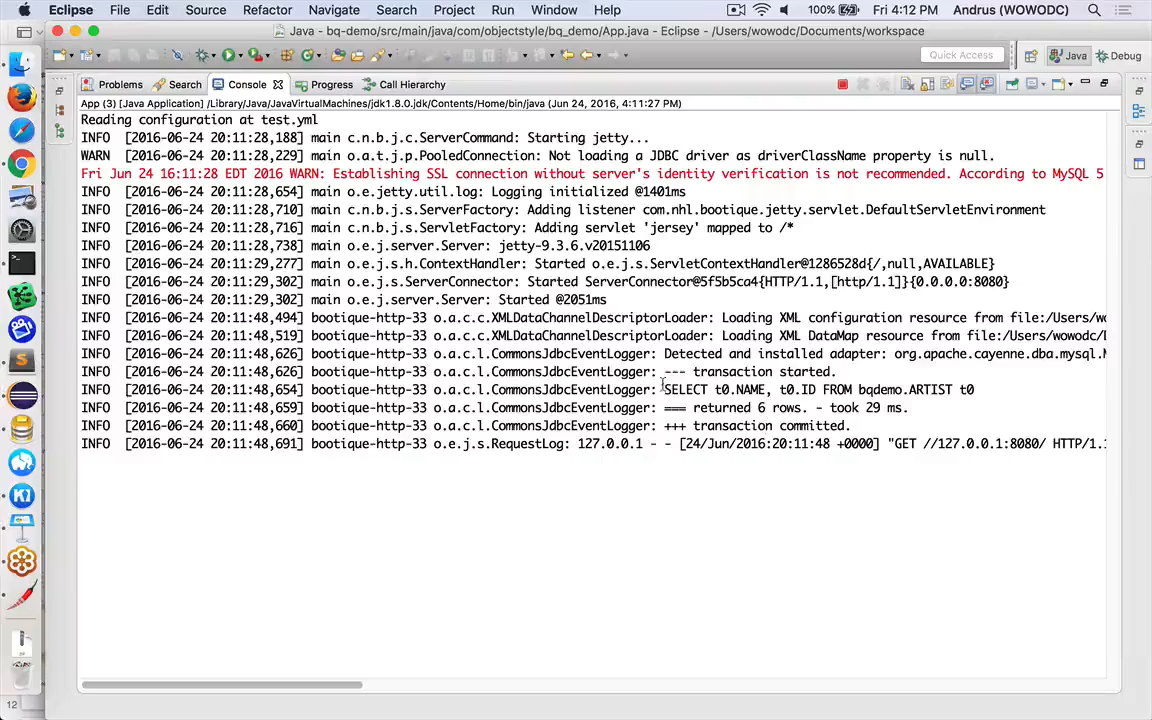 Eclipse File Edit Source Refactor Navigate Search Project Run Window Help 100% Fri 4:12 PM Andrus (WOWODC)
Java - bq-demo/src/main/java/com/objectstyle/bq_demo/App.java - Eclipse - /Users/wowodc/Documents/workspace
Quick Access Java Debug
Problems Search Console Progress Call Hierarchy
App (3) [Java Application] /Library/Java/JavaVirtualMachines/jdk1.8.0.jdk/Contents/Home/bin/java (Jun 24, 2016, 4:11:27 PM)
Reading configuration at test.yml
INFO [2016-06-24 20:11:28,188] main c.n.b.j.c.ServerCommand: Starting jetty...
WARN [2016-06-24 20:11:28,229] main o.a.t.j.p.PooledConnection: Not loading a JDBC driver as driverClassName property is null.
Fri Jun 24 16:11:28 EDT 2016 WARN: Establishing SSL connection without server's identity verification is not recommended. According to MySQL 5
INFO [2016-06-24 20:11:28,654] main o.e.jetty.util.log: Logging initialized @1401ms
INFO [2016-06-24 20:11:28,710] main c.n.b.j.s.ServerFactory: Adding listener com.nhl.bootique.jetty.servlet.DefaultServletEnvironment
INFO [2016-06-24 20:11:28,716] main c.n.b.j.s.ServletFactory: Adding servlet 'jersey' mapped to /*
INFO [2016-06-24 20:11:28,738] main o.e.j.server.Server: jetty-9.3.6.v20151106
INFO [2016-06-24 20:11:29,277] main o.e.j.s.h.ContextHandler: Started o.e.j.s.ServletContextHandler@1286528d{/,null,AVAILABLE}
INFO [2016-06-24 20:11:29,302] main o.e.j.s.ServerConnector: Started ServerConnector@5f5b5ca4{HTTP/1.1,[http/1.1]}{0.0.0.0:8080}
INFO [2016-06-24 20:11:29,302] main o.e.j.server.Server: Started @2051ms
INFO [2016-06-24 20:11:48,494] bootique-http-33 o.a.c.c.XMLDataChannelDescriptorLoader: Loading XML configuration resource from file:/Users/wo
INFO [2016-06-24 20:11:48,519] bootique-http-33 o.a.c.c.XMLDataChannelDescriptorLoader: Loading XML DataMap resource from file:/Users/wowodc/
INFO [2016-06-24 20:11:48,626] bootique-http-33 o.a.c.l.CommonsJdbcEventLogger: Detected and installed adapter: org.apache.cayenne.dba.mysql.
INFO [2016-06-24 20:11:48,626] bootique-http-33 o.a.c.l.CommonsJdbcEventLogger: --- transaction started.
INFO [2016-06-24 20:11:48,654] bootique-http-33 o.a.c.l.CommonsJdbcEventLogger: SELECT t0.NAME, t0.ID FROM bqdemo.ARTIST t0
INFO [2016-06-24 20:11:48,659] bootique-http-33 o.a.c.l.CommonsJdbcEventLogger: === returned 6 rows. - took 29 ms.
INFO [2016-06-24 20:11:48,660] bootique-http-33 o.a.c.l.CommonsJdbcEventLogger: +++ transaction committed.
INFO [2016-06-24 20:11:48,691] bootique-http-33 o.e.j.s.RequestLog: 127.0.0.1 - - [24/Jun/2016:20:11:48 +0000] "GET //127.0.0.1:8080/ HTTP/1.1
12